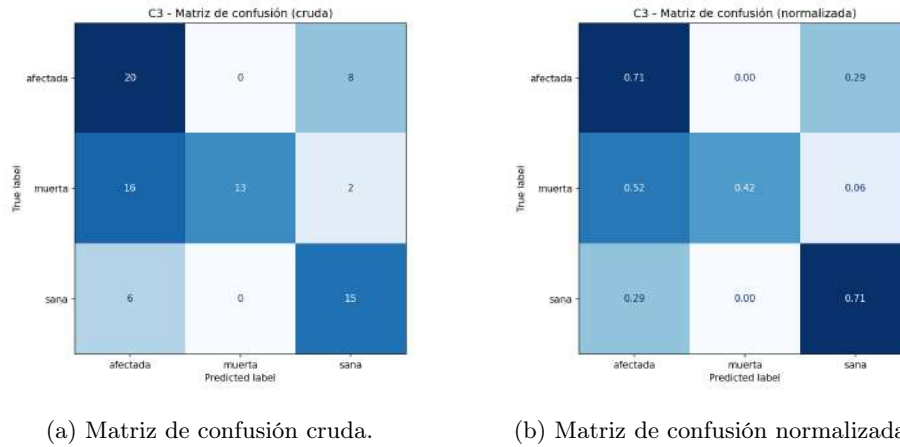 C3 - Matriz de confusión (cruda)
True label
afectada
20
0
8
muerta
16
13
2
sana
6
0
15
afectada
muerta
sana
Predicted label
(a) Matriz de confusión cruda.
C3 - Matriz de confusión (normalizada)
True label
afectada
0.71
0.00
0.29
muerta
0.52
0.42
0.06
sana
0.29
0.00
0.71
afectada
muerta
sana
Predicted label
(b) Matriz de confusión normalizada